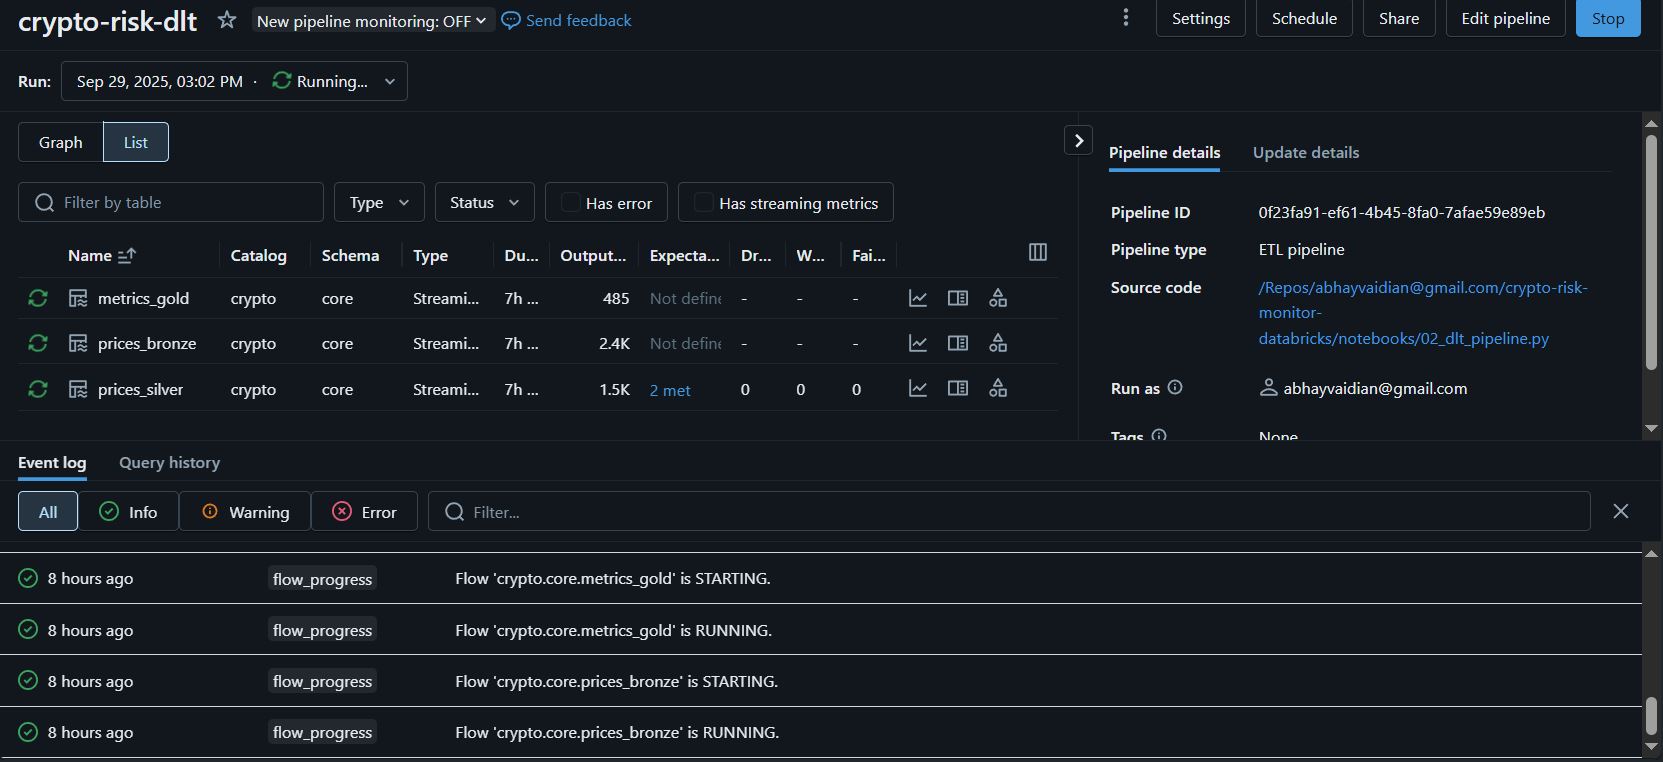 crypto-risk-dlt
New pipeline monitoring: OFF
Send feedback
Settings
Schedule
Share
Edit pipeline
Stop
Run:
Sep 29, 2025, 03:02 PM · Running...
Graph
List
Filter by table
Type
Status
Has error
Has streaming metrics
Name Catalog Schema Type Du... Output... Expecta... Dr... W... Fai...
metrics_gold crypto core Streami... 7h ... 485 Not define - - -
prices_bronze crypto core Streami... 7h ... 2.4K Not define - - -
prices_silver crypto core Streami... 7h ... 1.5K 2 met 0 0 0
Pipeline details
Update details
Pipeline ID 0f23fa91-ef61-4b45-8fa0-7afae59e89eb
Pipeline type ETL pipeline
Source code /Repos/abhayvaidian@gmail.com/crypto-risk-
monitor-
databricks/notebooks/02_dlt_pipeline.py
Run as abhayvaidian@gmail.com
Tags None
Event log
Query history
All
Info
Warning
Error
Filter...
8 hours ago flow_progress Flow 'crypto.core.metrics_gold' is STARTING.
8 hours ago flow_progress Flow 'crypto.core.metrics_gold' is RUNNING.
8 hours ago flow_progress Flow 'crypto.core.prices_bronze' is STARTING.
8 hours ago flow_progress Flow 'crypto.core.prices_bronze' is RUNNING.